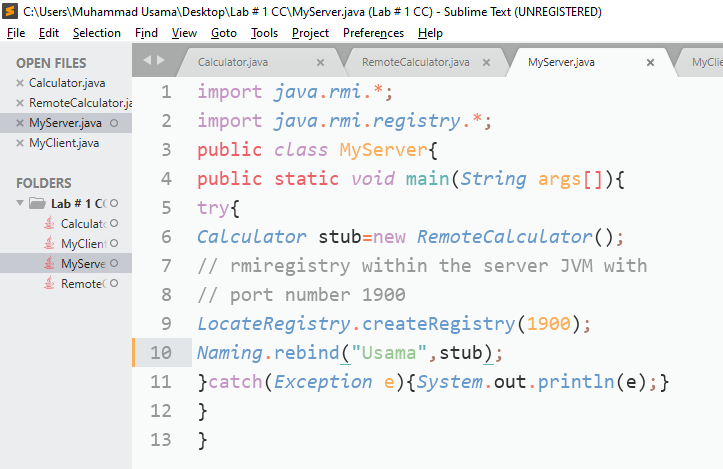 C:\Users\Muhammad Usama\Desktop\Lab # 1 CC\MyServer.java (Lab # 1 CC) - Sublime Text (UNREGISTERED)
File Edit Selection Find View Goto Tools Project Preferences Help
OPEN FILES
Calculator.java
RemoteCalculator.ja
MyServer.java
MyClient.java
FOLDERS
Lab # 1 CC
Calculat
MyClien
MyServe
RemoteC
Calculator.java RemoteCalculator.java MyServer.java MyClie
1 import java.rmi.*;
2 import java.rmi.registry.*;
3 public class MyServer{
4 public static void main(String args[]){
5 try{
6 Calculator stub=new RemoteCalculator();
7 // rmiregistry within the server JVM with
8 // port number 1900
9 LocateRegistry.createRegistry(1900);
10 Naming.rebind("Usama",stub);
11 }catch(Exception e){System.out.println(e);}
12 }
13 }